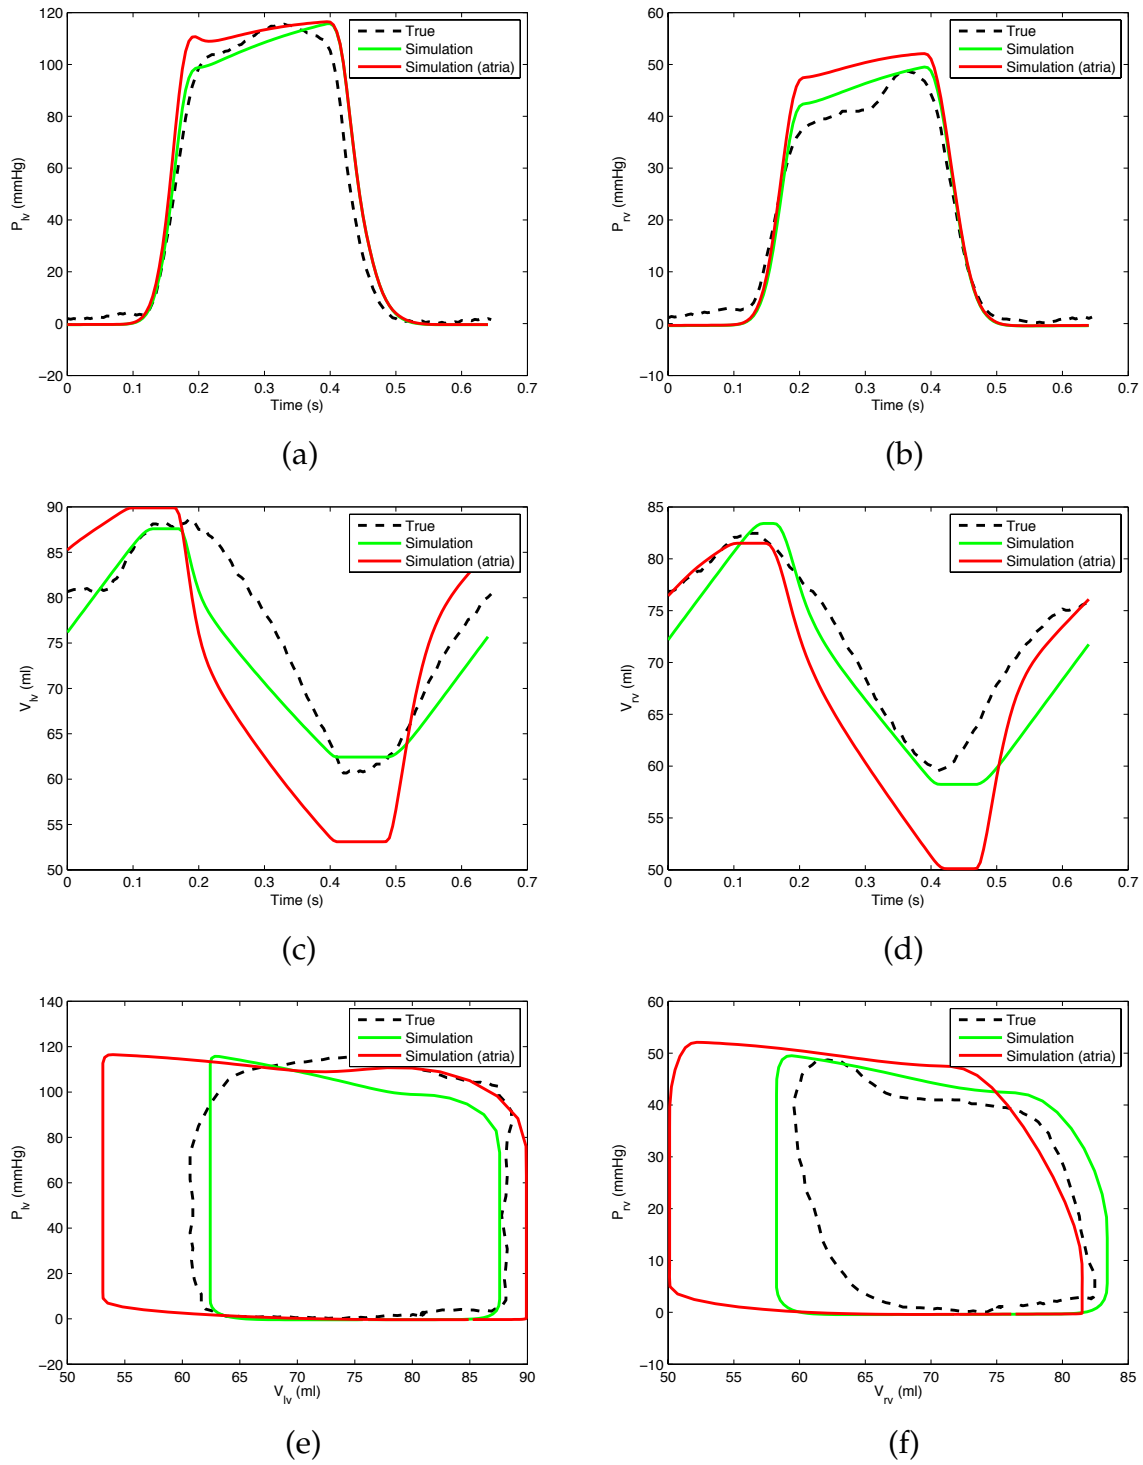 120
100
80
60
40
20
0
−20
P_lv (mmHg)
0 0.1 0.2 0.3 0.4 0.5 0.6 0.7
Time (s)
True
Simulation
Simulation (atria)
(a)
60
50
40
30
20
10
0
−10
P_rv (mmHg)
0 0.1 0.2 0.3 0.4 0.5 0.6 0.7
Time (s)
True
Simulation
Simulation (atria)
(b)
90
85
80
75
70
65
60
55
50
V_lv (ml)
0 0.1 0.2 0.3 0.4 0.5 0.6 0.7
Time (s)
True
Simulation
Simulation (atria)
(c)
85
80
75
70
65
60
55
50
V_rv (ml)
0 0.1 0.2 0.3 0.4 0.5 0.6 0.7
Time (s)
True
Simulation
Simulation (atria)
(d)
140
120
100
80
60
40
20
0
−20
P_lv (mmHg)
50 55 60 65 70 75 80 85 90
V_lv (ml)
True
Simulation
Simulation (atria)
(e)
60
50
40
30
20
10
0
−10
P_rv (mmHg)
50 55 60 65 70 75 80 85
V_rv (ml)
True
Simulation
Simulation (atria)
(f)